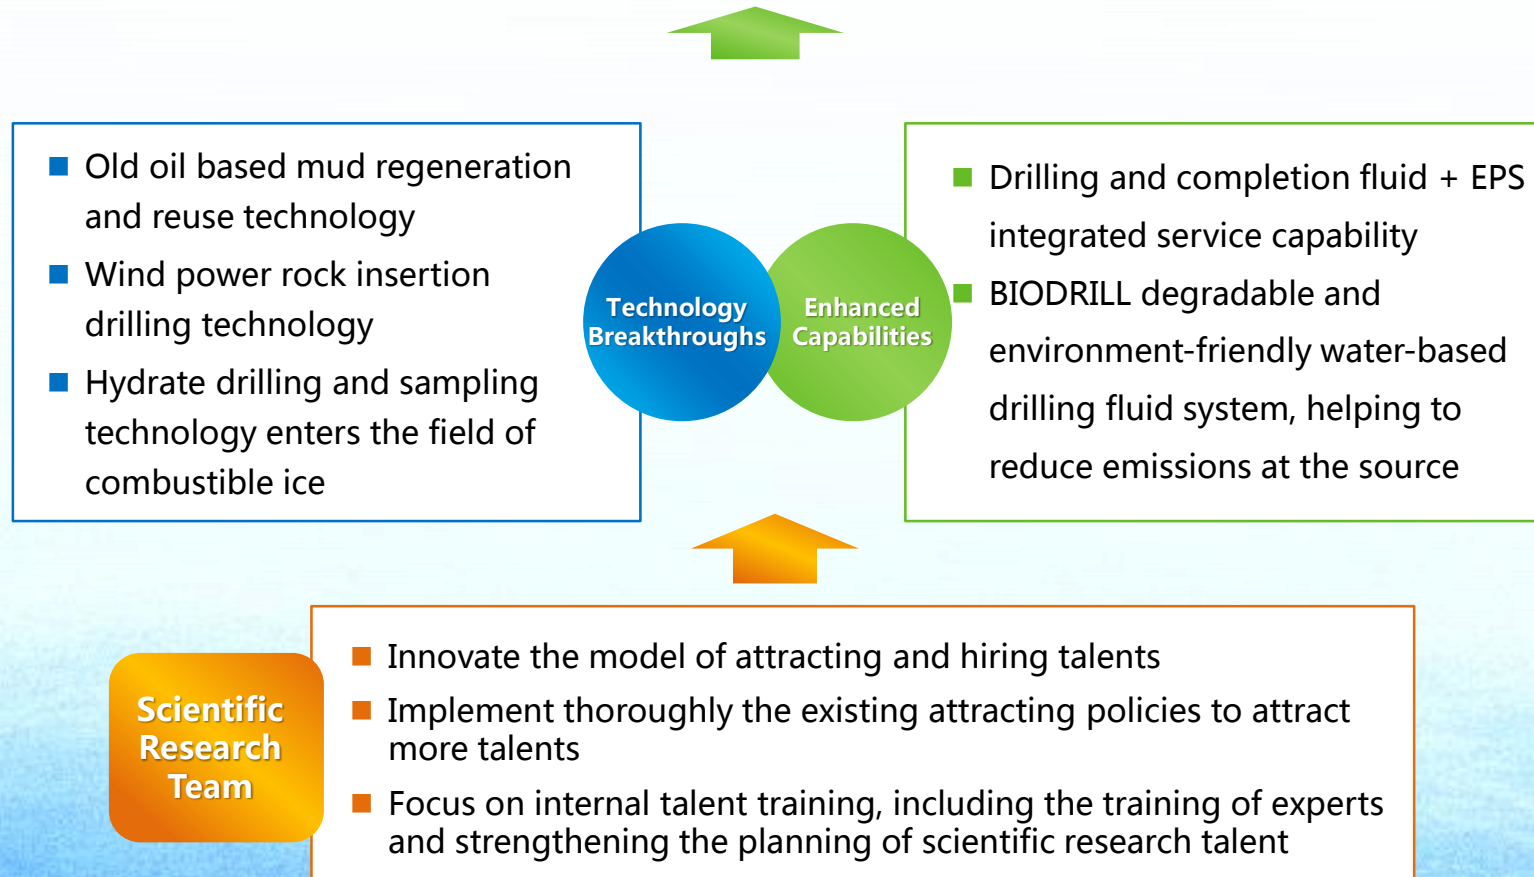 Old oil based mud regeneration
and reuse technology
Wind power rock insertion
drilling technology
Hydrate drilling and sampling
technology enters the field of
combustible ice
Technology
Breakthroughs
Enhanced
Capabilities
Drilling and completion fluid + EPS
integrated service capability
BIODRILL degradable and
environment-friendly water-based
drilling fluid system, helping to
reduce emissions at the source
Scientific
Research
Team
Innovate the model of attracting and hiring talents
Implement thoroughly the existing attracting policies to attract
more talents
Focus on internal talent training, including the training of experts
and strengthening the planning of scientific research talent